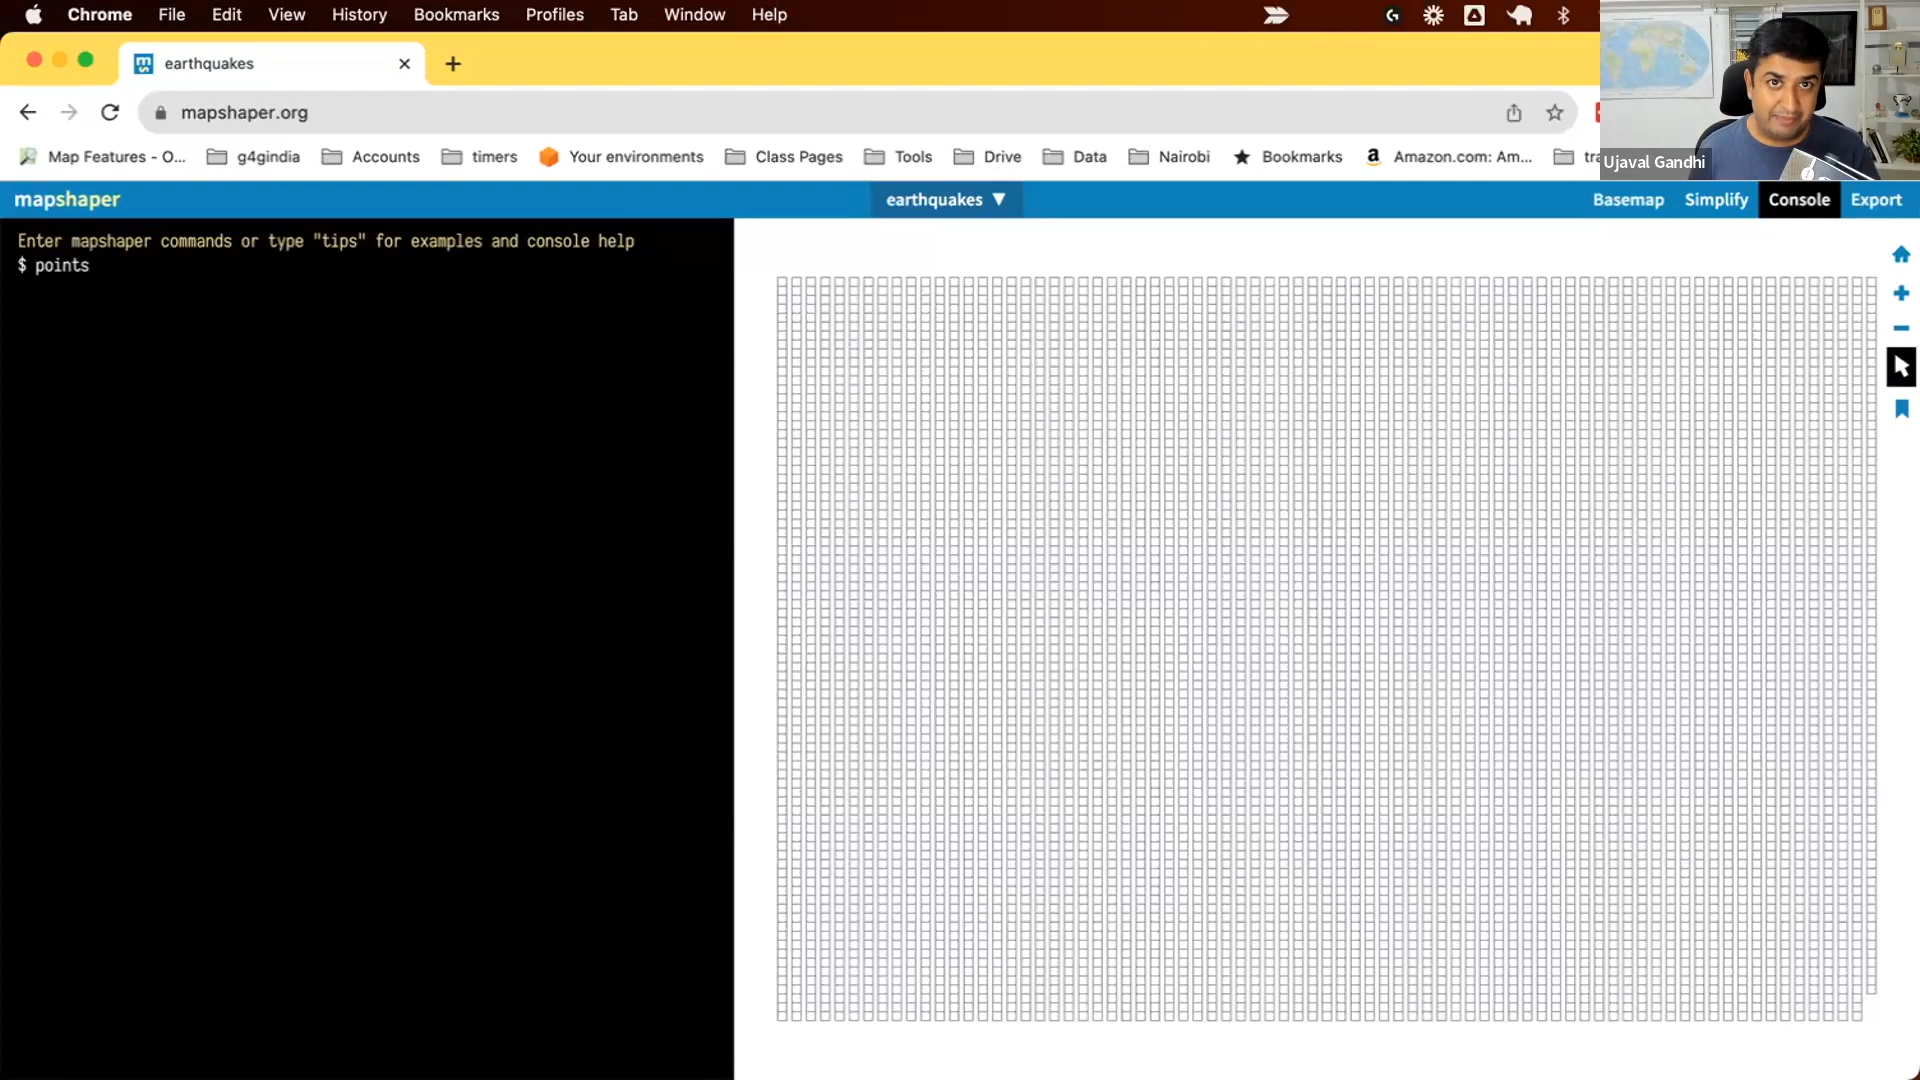 Chrome File Edit View History Bookmarks Profiles Tab Window Help
earthquakes
mapshaper.org
Map Features - O... g4gindia Accounts timers Your environments Class Pages Tools Drive Data Nairobi Bookmarks Amazon.com: Am...
Ujaval Gandhi
mapshaper earthquakes ▼ Basemap Simplify Console Export
Enter mapshaper commands or type "tips" for examples and console help
$ points